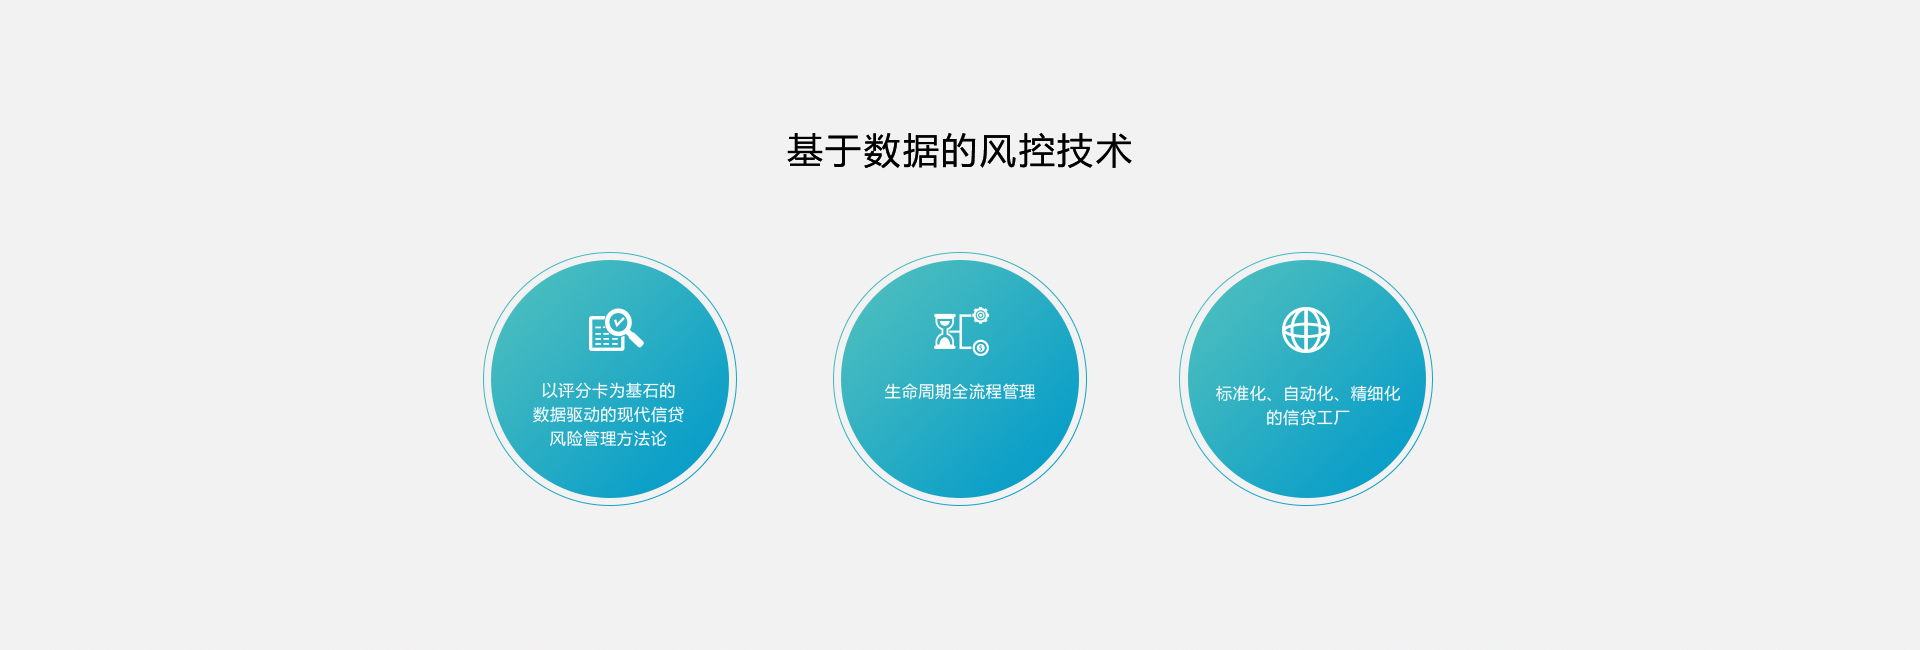 基于数据的风控技术
以评分卡为基石的
数据驱动的现代信贷
风险管理方法论
生命周期全流程管理
标准化、自动化、精细化
的信贷工厂